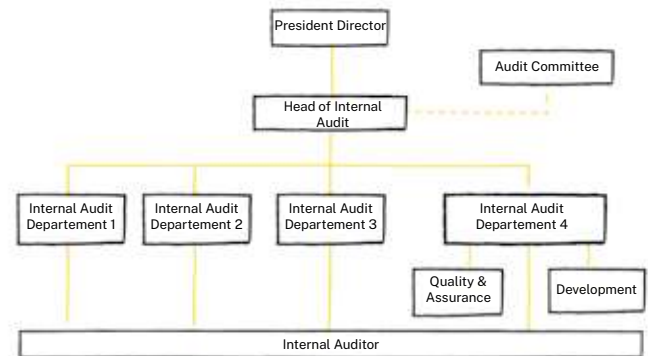 President Director
Audit Committee
Head of Internal
Audit
Internal Audit
Departement 1
Internal Audit
Departement 2
Internal Audit
Departement 3
Internal Audit
Departement 4
Quality &
Assurance
Development
Internal Auditor